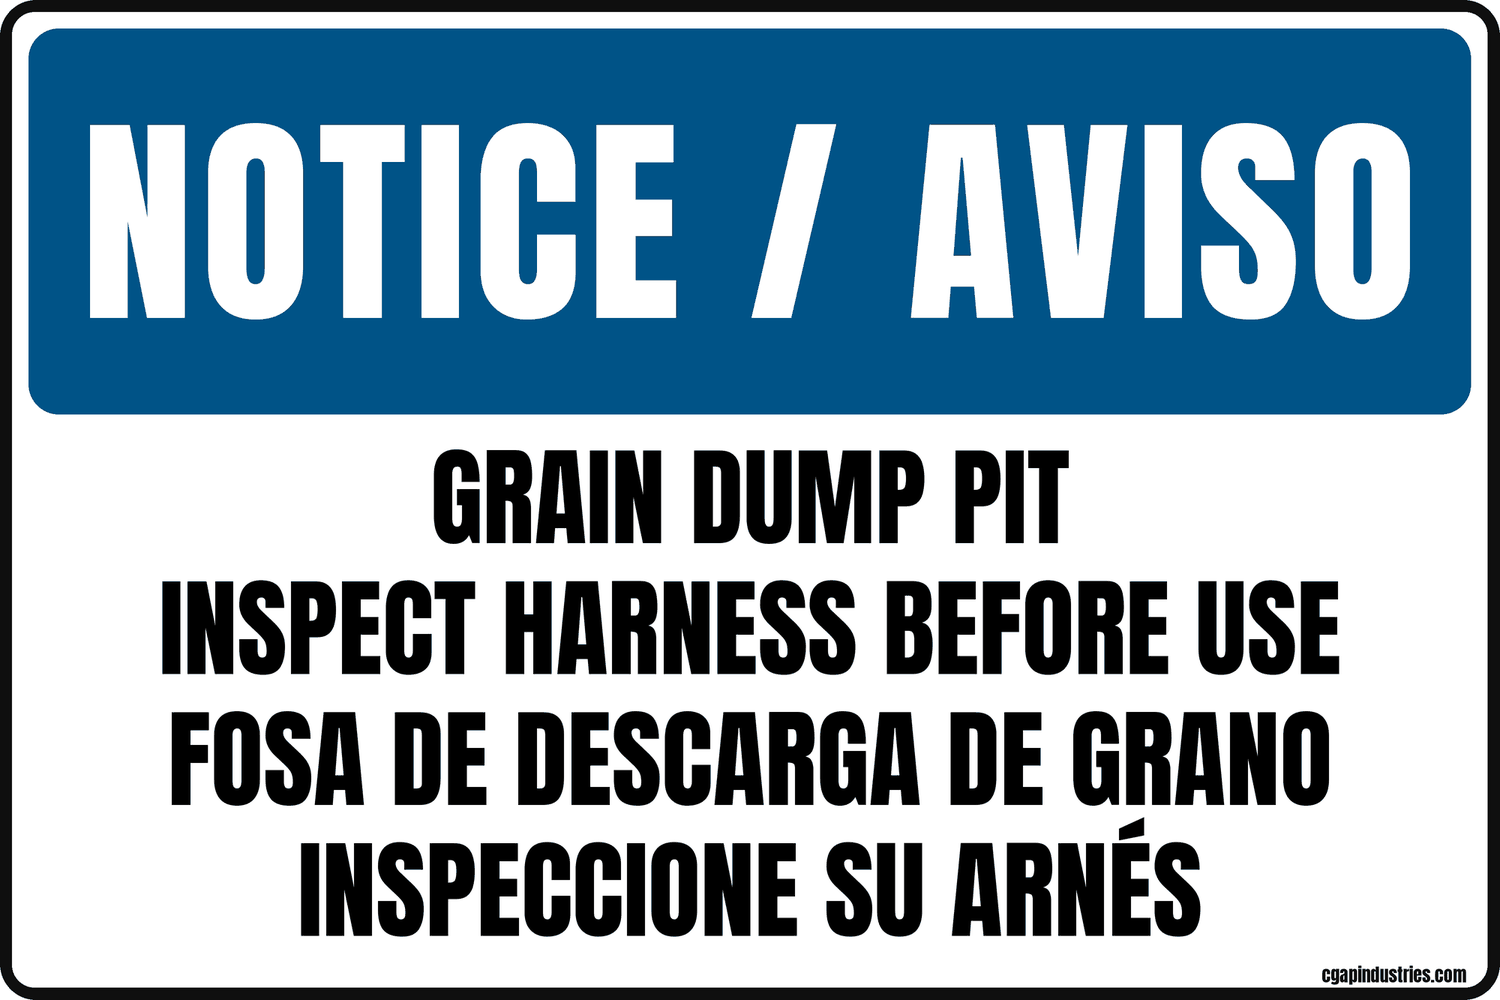 NOTICE / AVISO
GRAIN DUMP PIT
INSPECT HARNESS BEFORE USE
FOSA DE DESCARGA DE GRANO
INSPECCIONE SU ARNÉS
cgapindustries.com